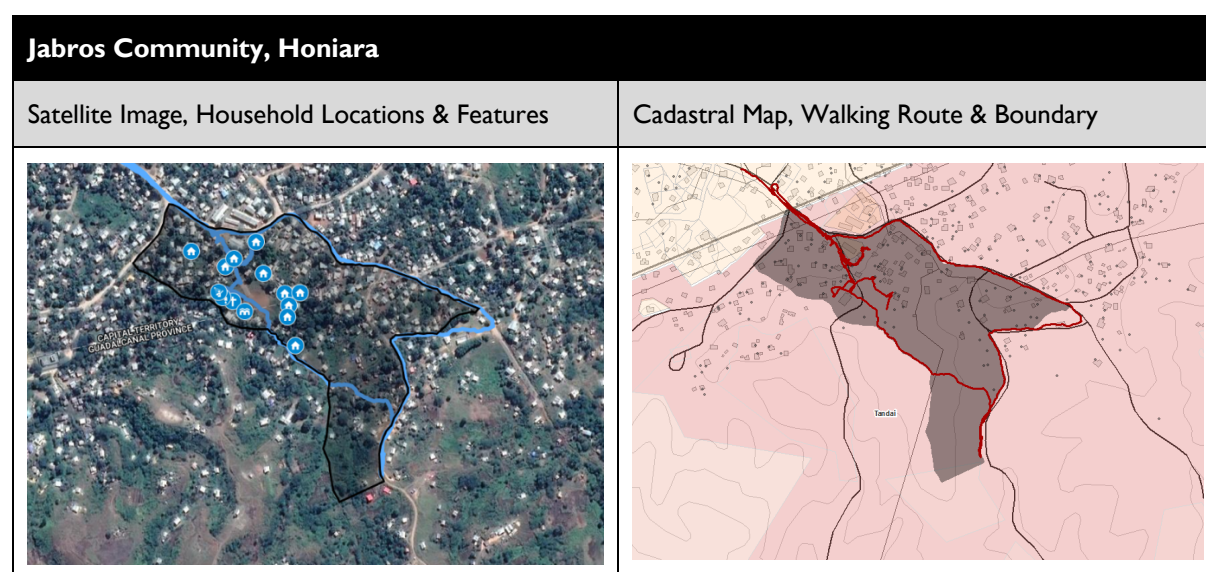 Jabros Community, Honiara
Satellite Image, Household Locations & Features
Cadastral Map, Walking Route & Boundary
CAPITAL TERRITORY
GUADALCANAL PROVINCE
Tandai